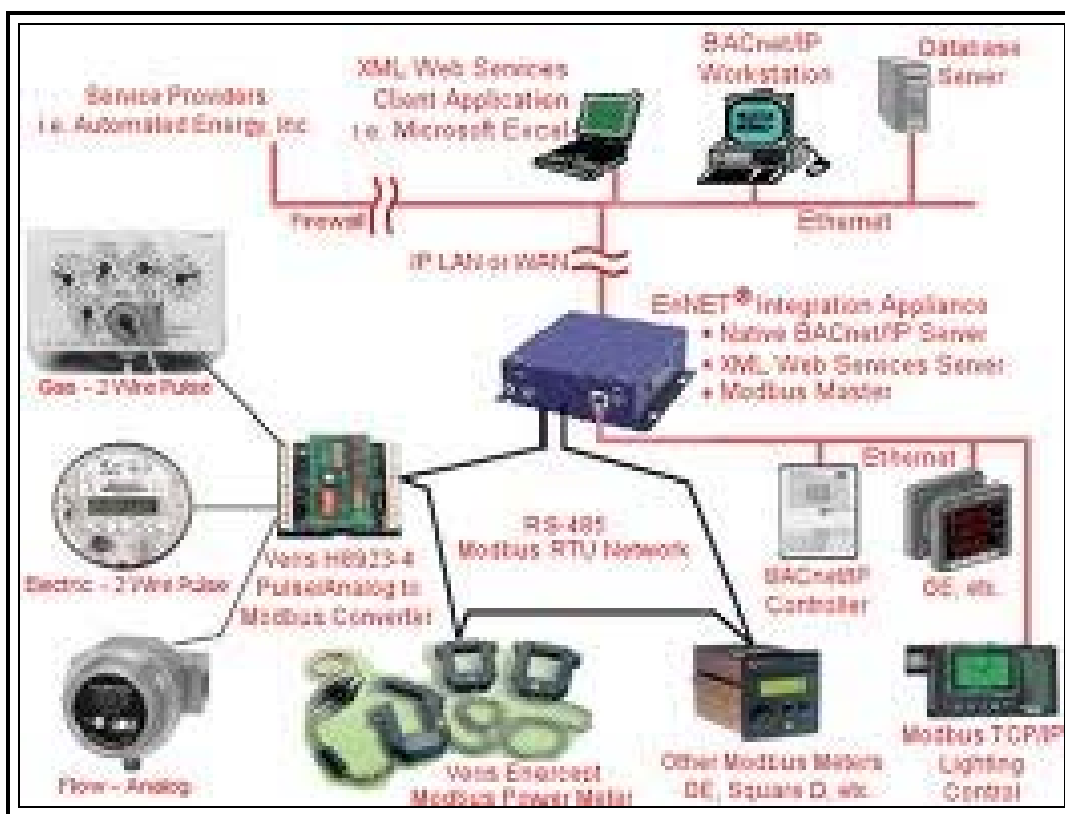 Service Providers
i.e. Automated Energy, Inc
XML Web Services
Client Application
i.e. Microsoft Excel
BACnet/IP
Workstation
Database
Server
Firewall
Ethernet
IP LAN or WAN
EnNET® Integration Appliance
• Native BACnet/IP Server
• XML Web Services Server
• Modbus Master
Gas - 2 Wire Pulse
Electric - 2 Wire Pulse
Flow - Analog
Veris H8923-4
Pulse/Analog to
Modbus Converter
RS-485
Modbus RTU Network
Ethernet
BACnet/IP
Controller
GE, etc.
Veris Enercept
Modbus Power Meter
Other Modbus Meters
GE, Square D, etc.
Modbus TCP/IP
Lighting
Control